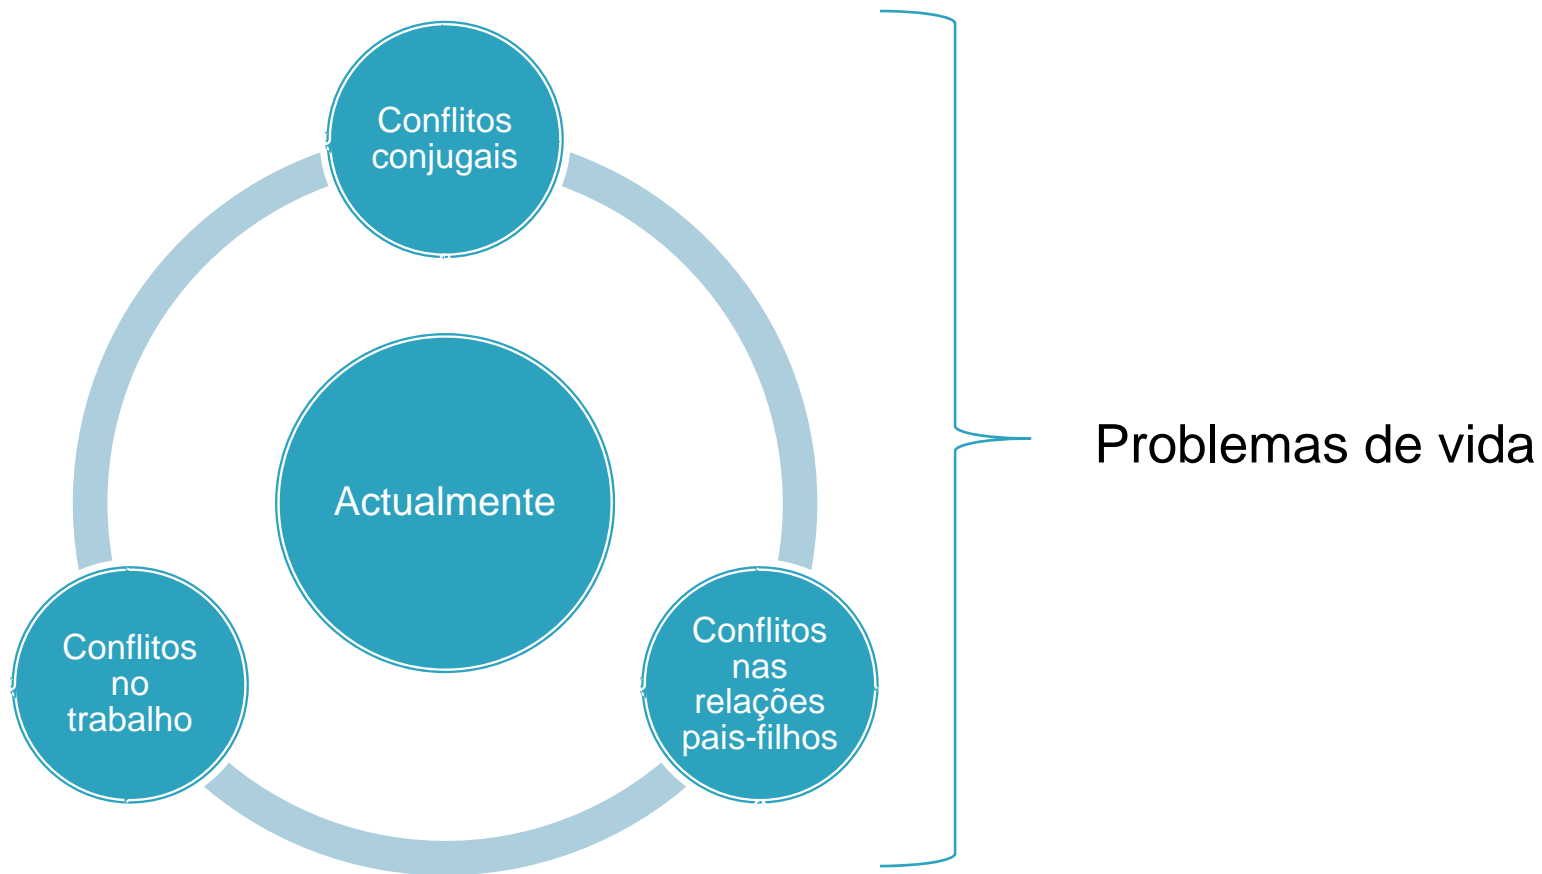 Conflitos
conjugais
Actualmente
Problemas de vida
Conflitos
nas
relações
pais-filhos
Conflitos
no
trabalho